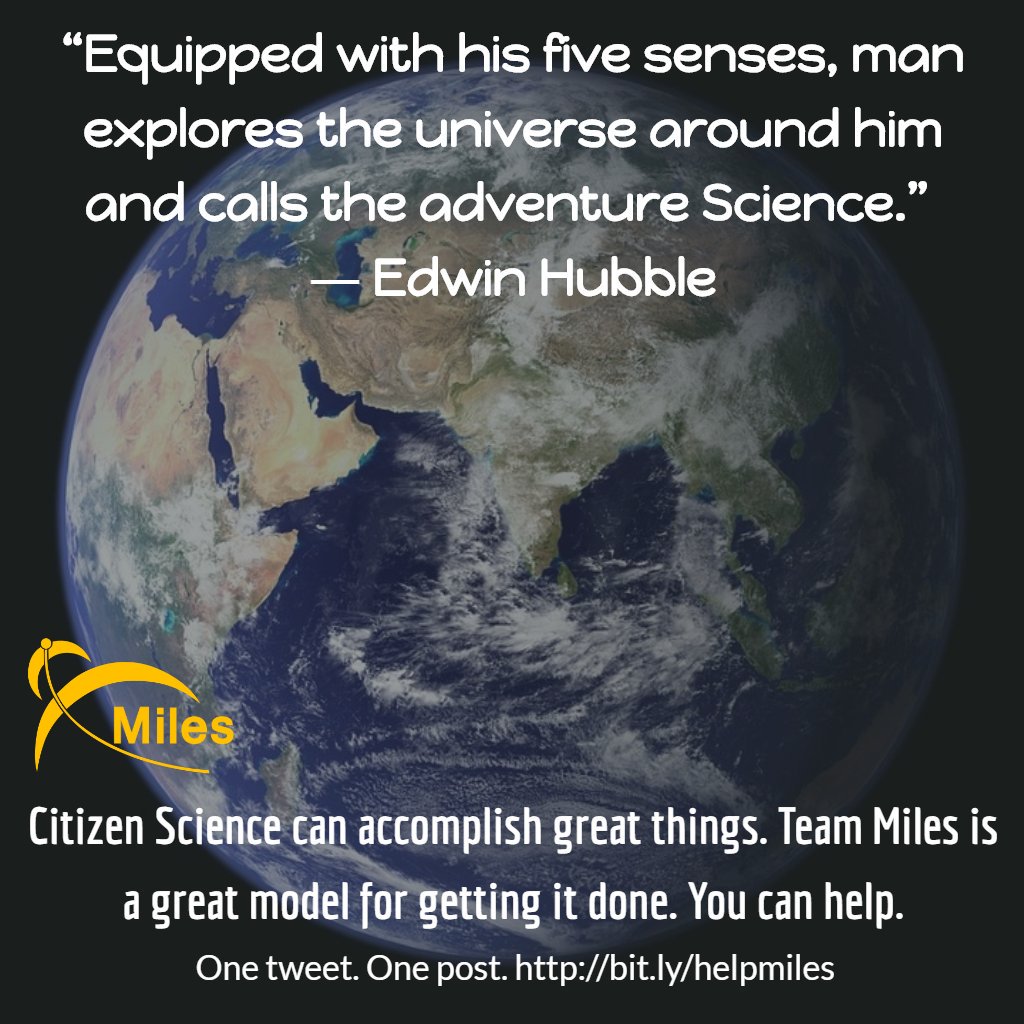 “Equipped with his five senses, man
explores the universe around him
and calls the adventure Science.”
— Edwin Hubble
Miles
Citizen Science can accomplish great things. Team Miles is
a great model for getting it done. You can help.
One tweet. One post. http://bit.ly/helpmiles